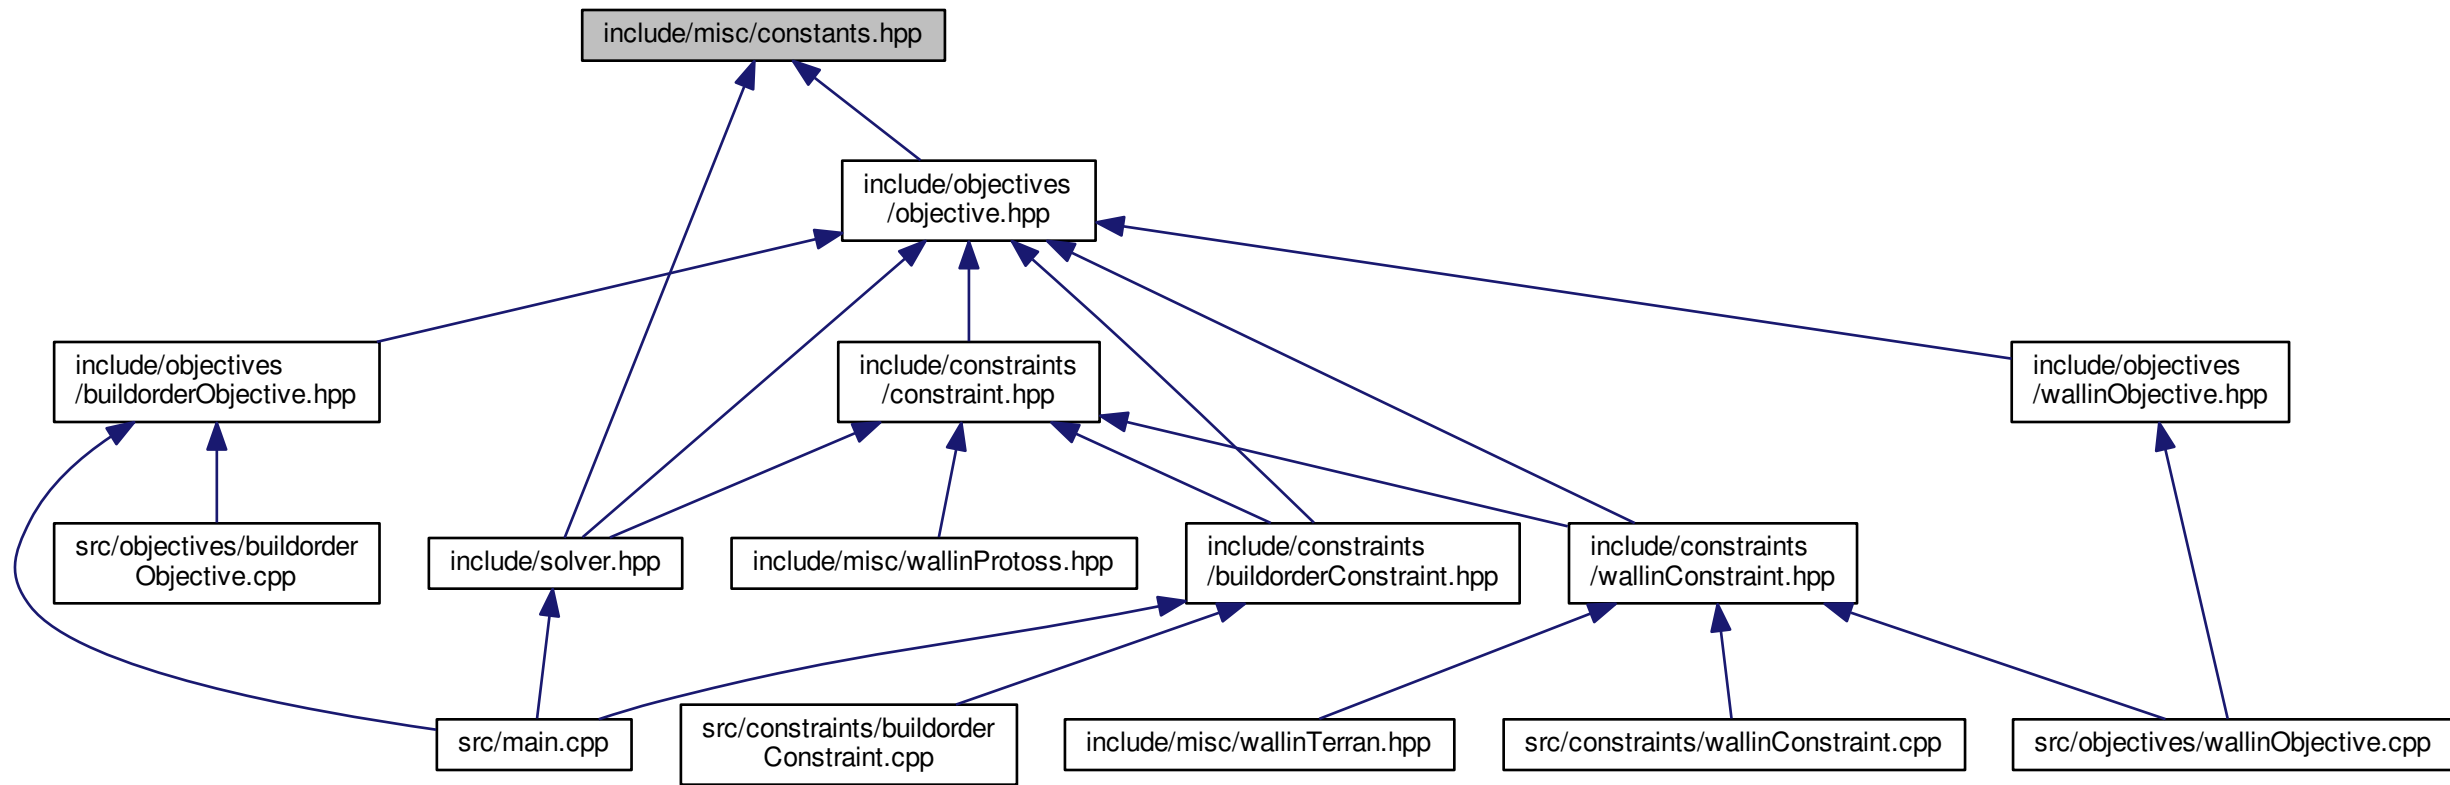 include/misc/constants.hpp
include/objectives
/objective.hpp
include/objectives
/buildorderObjective.hpp
include/constraints
/constraint.hpp
include/objectives
/wallinObjective.hpp
src/objectives/buildorder
Objective.cpp
include/solver.hpp
include/misc/wallinProtoss.hpp
include/constraints
/buildorderConstraint.hpp
include/constraints
/wallinConstraint.hpp
src/main.cpp
src/constraints/buildorder
Constraint.cpp
include/misc/wallinTerran.hpp
src/constraints/wallinConstraint.cpp
src/objectives/wallinObjective.cpp